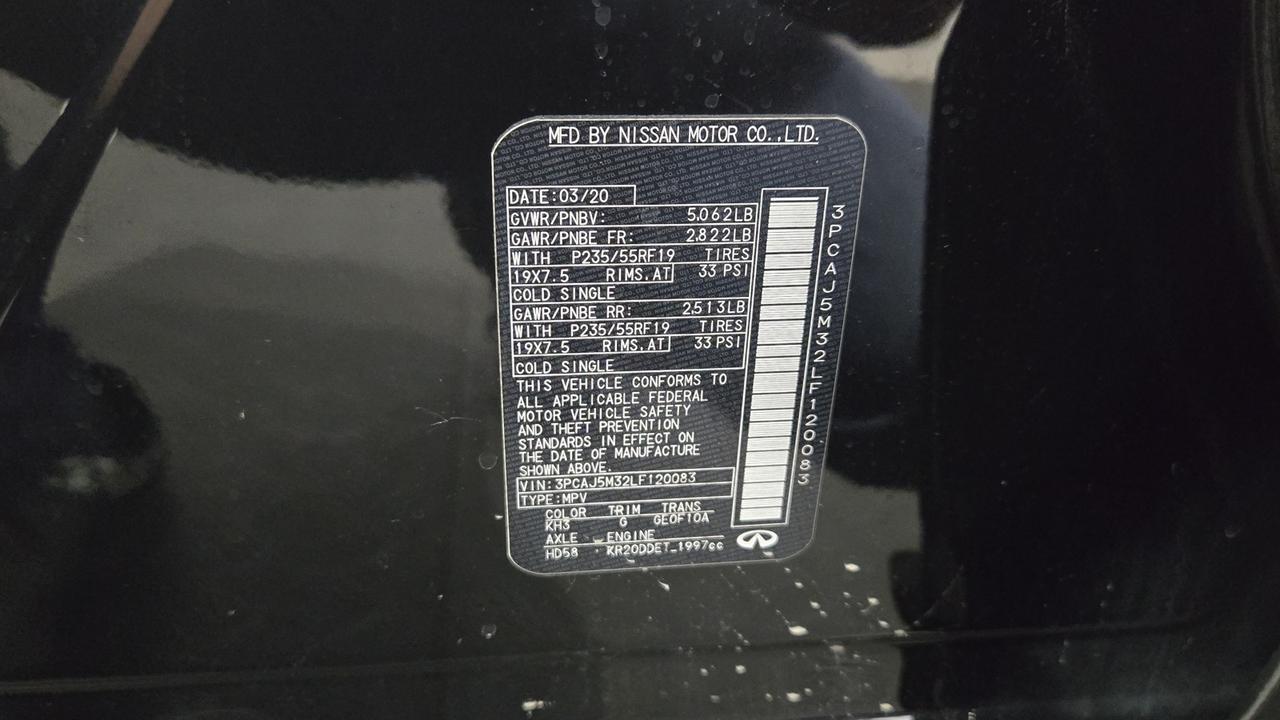 MFD BY NISSAN MOTOR CO.,LTD.
DATE:03/20
GVWR/PNBV: 5,062LB
GAWR/PNBE FR: 2,822LB
WITH P235/55RF19 TIRES
19X7.5 RIMS,AT 33 PSI
COLD SINGLE
GAWR/PNBE RR: 2,513LB
WITH P235/55RF19 TIRES
19X7.5 RIMS,AT 33 PSI
COLD SINGLE
THIS VEHICLE CONFORMS TO
ALL APPLICABLE FEDERAL
MOTOR VEHICLE SAFETY
AND THEFT PREVENTION
STANDARDS IN EFFECT ON
THE DATE OF MANUFACTURE
SHOWN ABOVE.
VIN:3PCAJ5M32LF120083
TYPE:MPV
COLOR TRIM TRANS
KH3 G GE0F10A
AXLE ENGINE
HD58 KR20DDET 1997cc
3PCAJ5M32LF120083